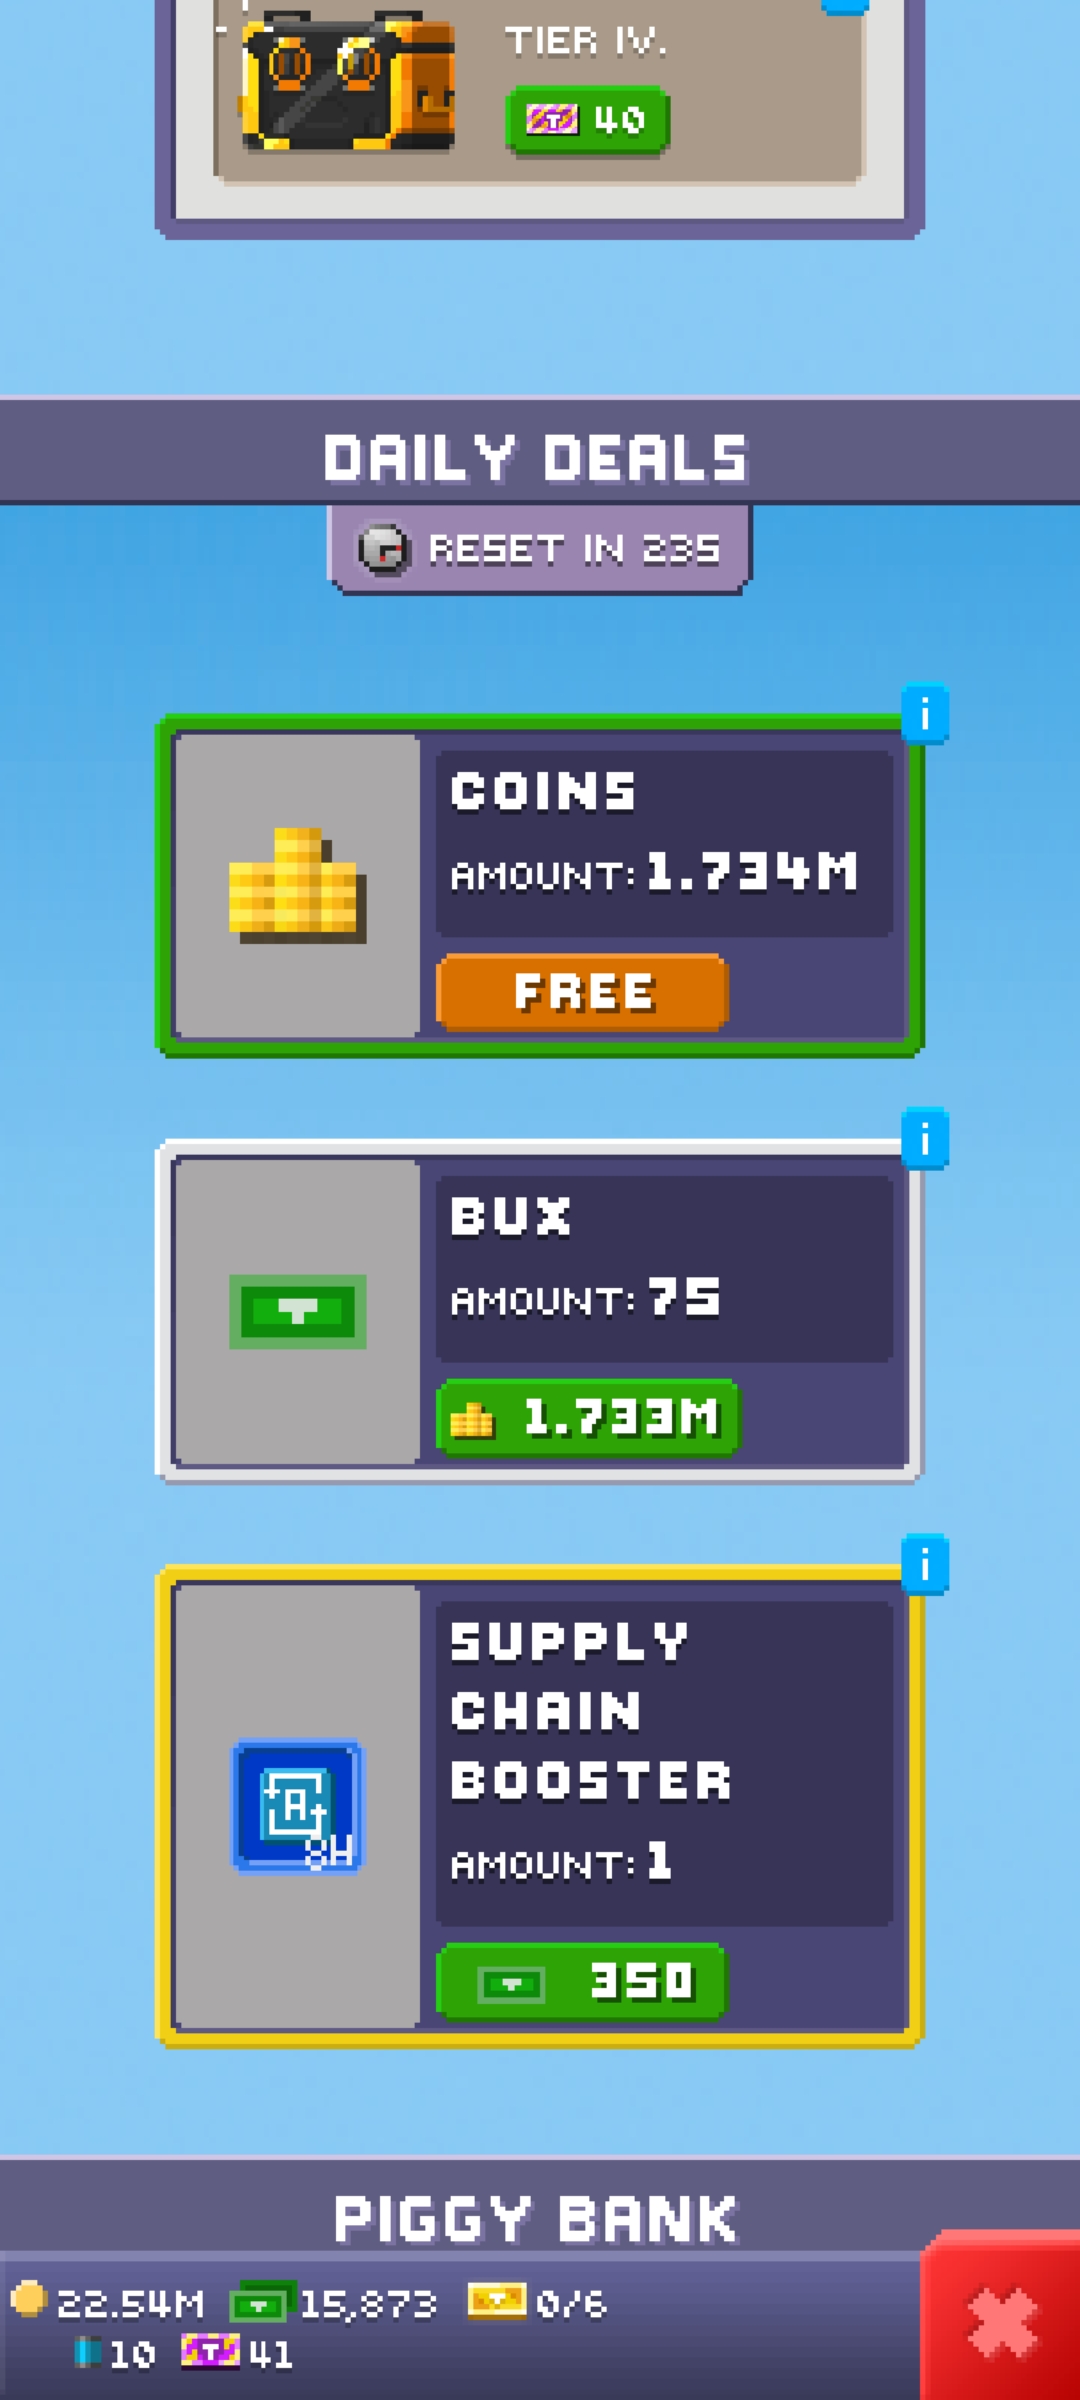 TIER IV.
40
DAILY DEALS
RESET IN 23S
i
COINS
AMOUNT: 1.734M
FREE
i
BUX
AMOUNT: 75
1.733M
i
SUPPLY
CHAIN
BOOSTER
A
8H
AMOUNT: 1
350
PIGGY BANK
22.54M 15,873 0/6
10 41